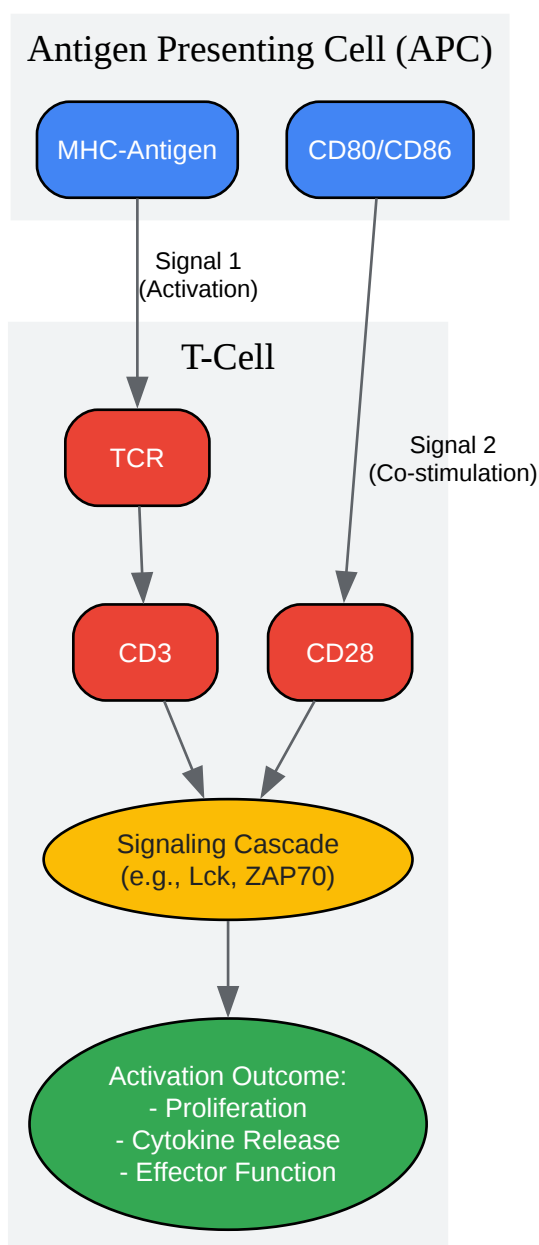 Antigen Presenting Cell (APC)
MHC-Antigen
CD80/CD86
Signal 1
(Activation)
T-Cell
TCR
Signal 2
(Co-stimulation)
CD3
CD28
Signaling Cascade
(e.g., Lck, ZAP70)
Activation Outcome:
- Proliferation
- Cytokine Release
- Effector Function